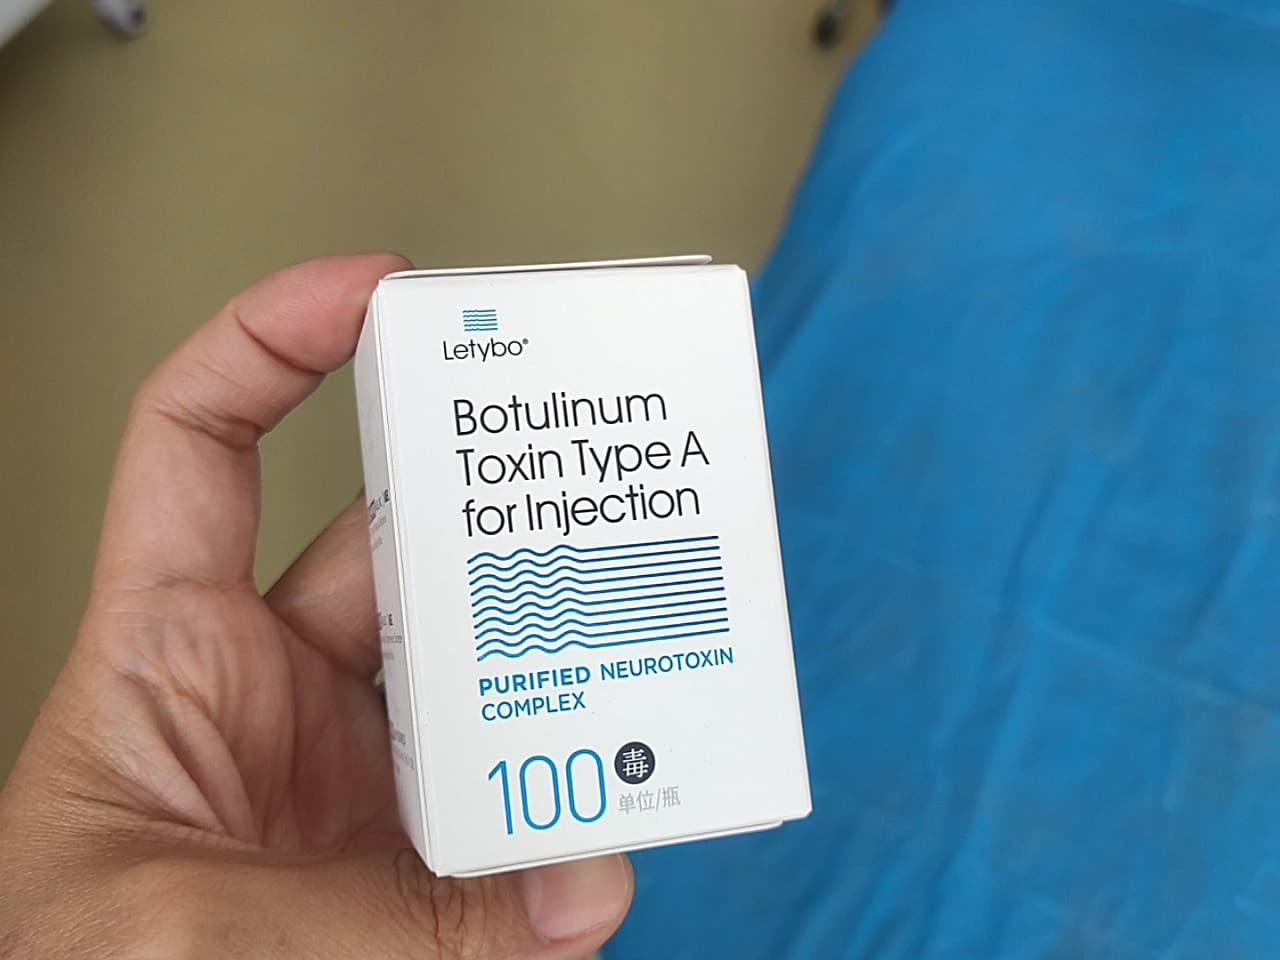 Letybo®
Botulinum
Toxin Type A
for Injection
PURIFIED NEUROTOXIN
COMPLEX
100 毒
单位/瓶